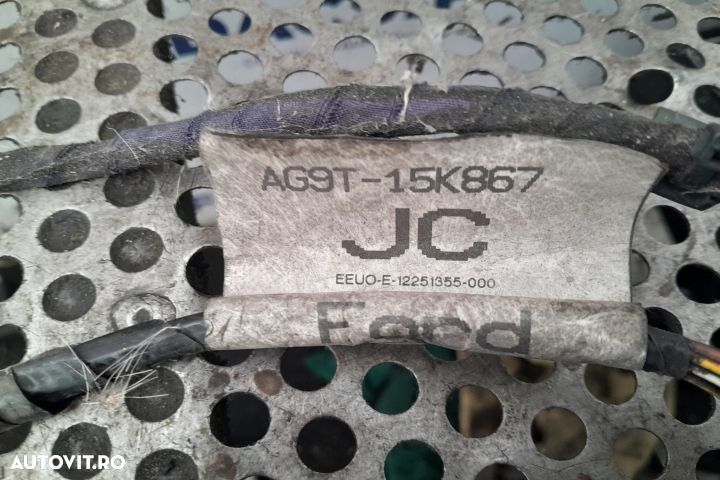 AG9T-15K867
JC
EEUO-E-12251355-000
Ford
AUTOVIT.RO